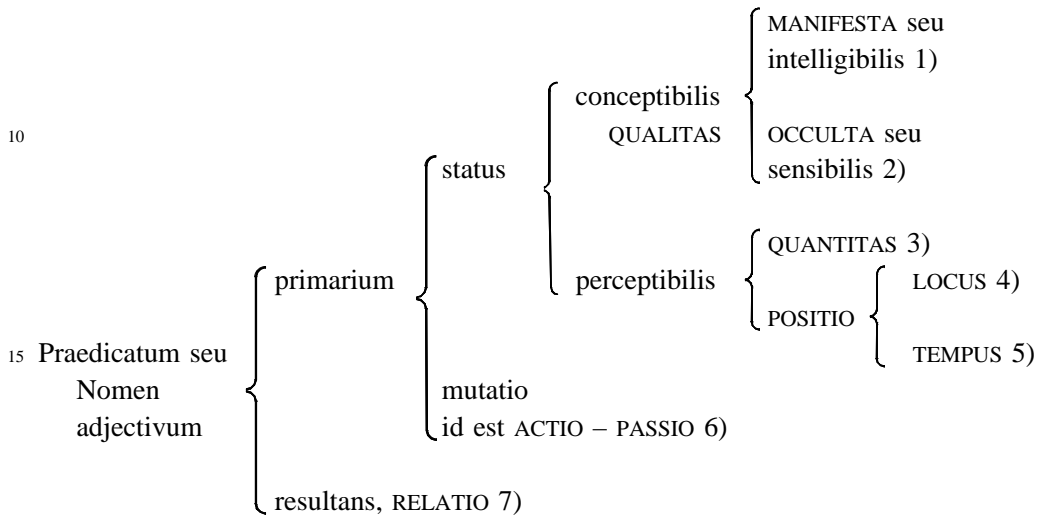 MANIFESTA seu
intelligibilis 1)
conceptibilis
10 QUALITAS OCCULTA seu
status sensibilis 2)
QUANTITAS 3)
primarium perceptibilis LOCUS 4)
POSITIO
15 Praedicatum seu TEMPUS 5)
Nomen mutatio
adjectivum id est ACTIO – PASSIO 6)
resultans, RELATIO 7)